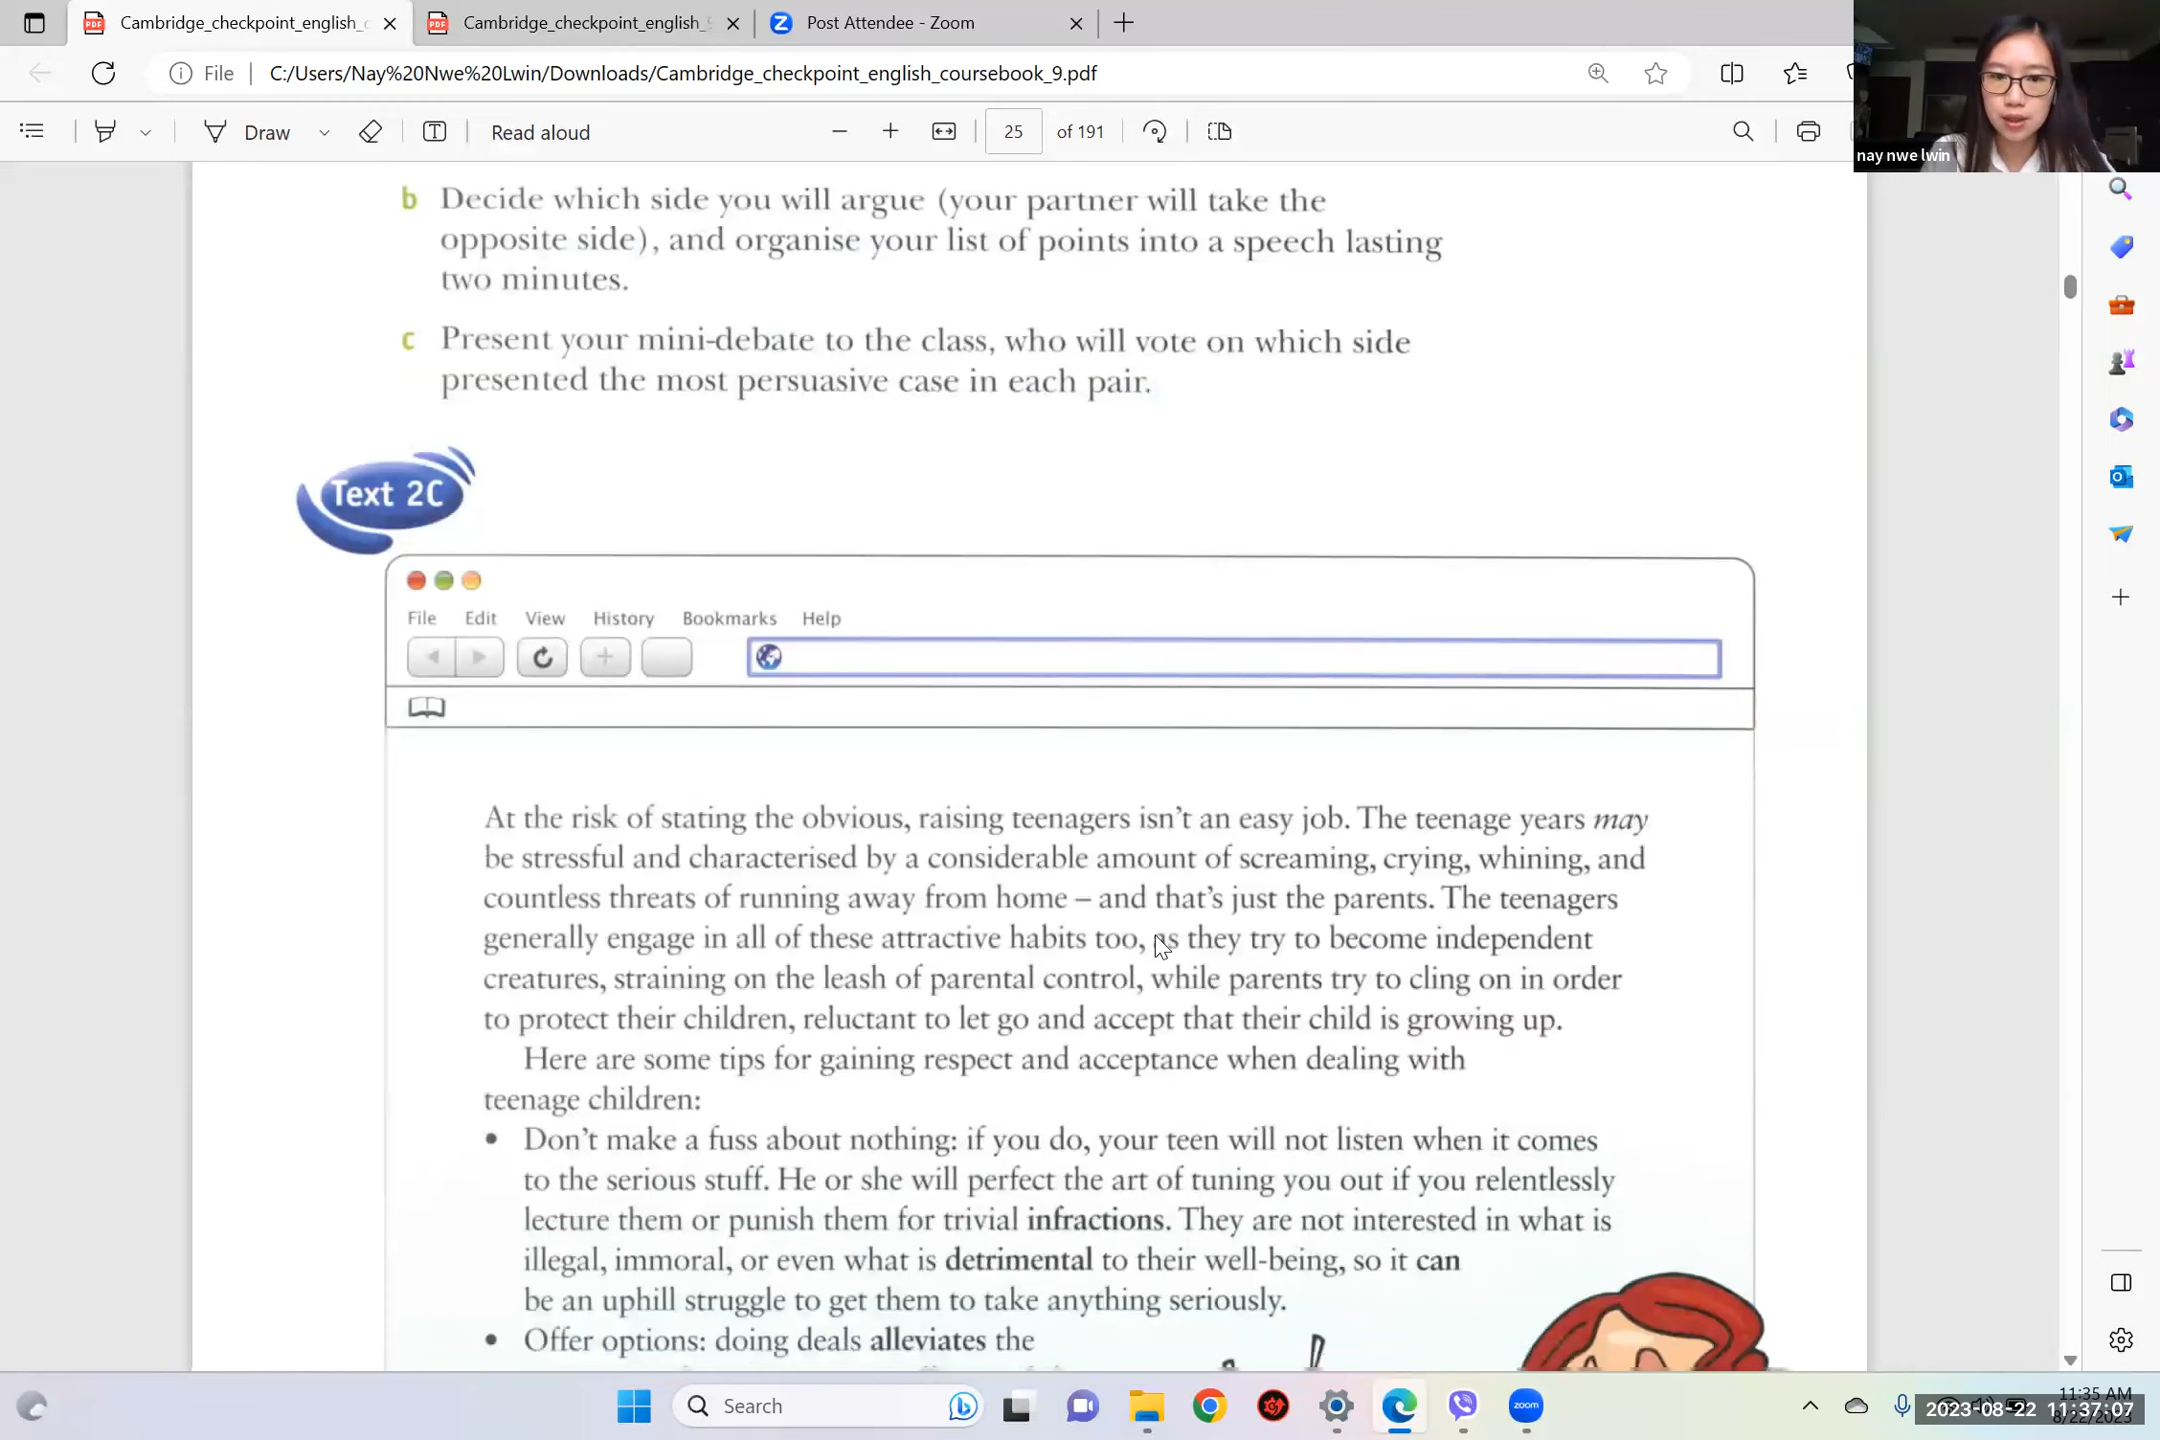 Cambridge_checkpoint_english_c
Cambridge_checkpoint_english_9
Post Attendee - Zoom
File
C:/Users/Nay%20Nwe%20Lwin/Downloads/Cambridge_checkpoint_english_coursebook_9.pdf
Draw
Read aloud
25
of 191
nay nwe lwin
b Decide which side you will argue (your partner will take the
opposite side), and organise your list of points into a speech lasting
two minutes.
c Present your mini-debate to the class, who will vote on which side
presented the most persuasive case in each pair.
Text 2C
File Edit View History Bookmarks Help
At the risk of stating the obvious, raising teenagers isn't an easy job. The teenage years may
be stressful and characterised by a considerable amount of screaming, crying, whining, and
countless threats of running away from home – and that's just the parents. The teenagers
generally engage in all of these attractive habits too, as they try to become independent
creatures, straining on the leash of parental control, while parents try to cling on in order
to protect their children, reluctant to let go and accept that their child is growing up.
Here are some tips for gaining respect and acceptance when dealing with
teenage children:
• Don't make a fuss about nothing: if you do, your teen will not listen when it comes
to the serious stuff. He or she will perfect the art of tuning you out if you relentlessly
lecture them or punish them for trivial infractions. They are not interested in what is
illegal, immoral, or even what is detrimental to their well-being, so it can
be an uphill struggle to get them to take anything seriously.
• Offer options: doing deals alleviates the
Search
zoom
11:35 AM
2023-08-22 11:37:07
8/22/2023